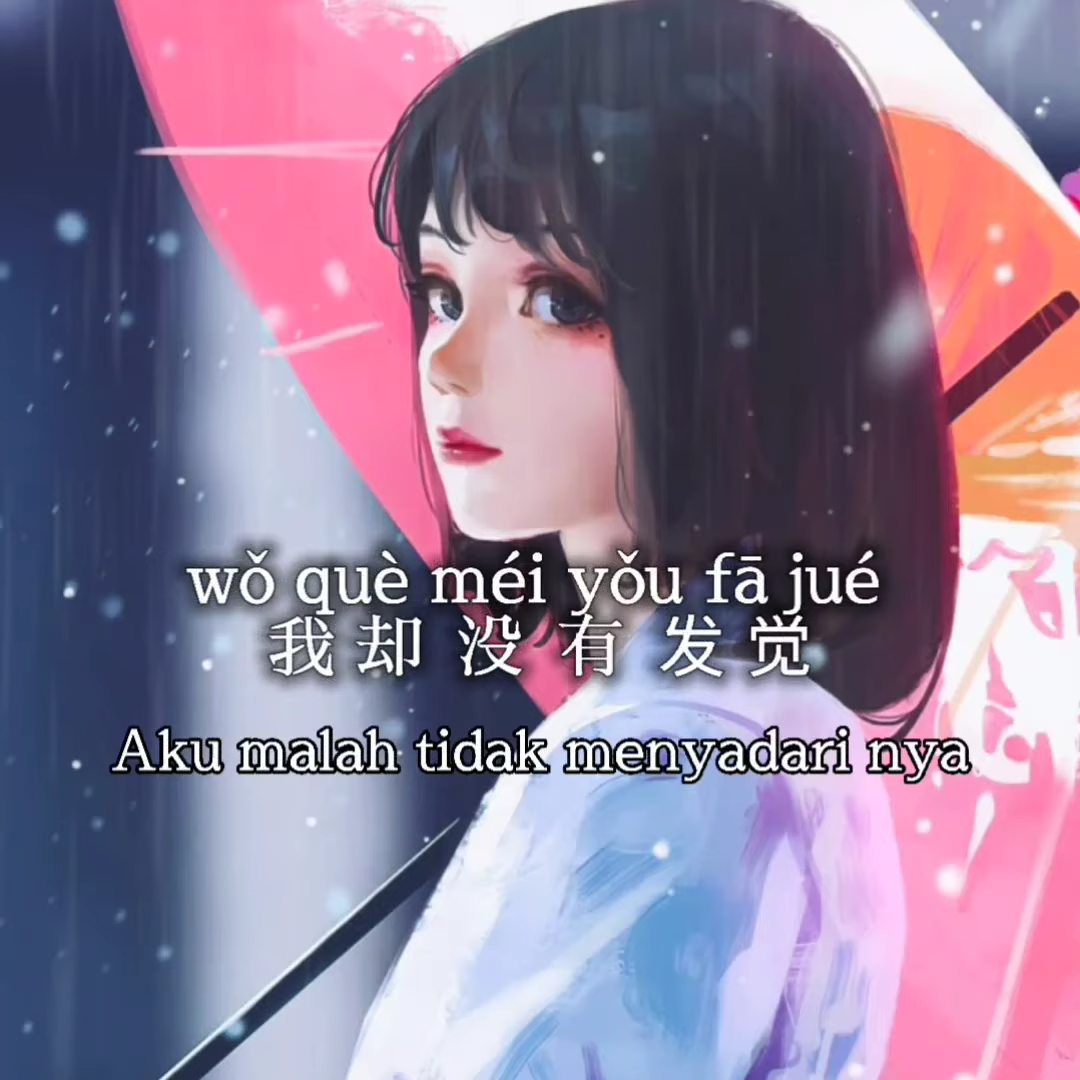 wǒ què méi yǒu fā jué
我却没有发觉
Aku malah tidak menyadari nya